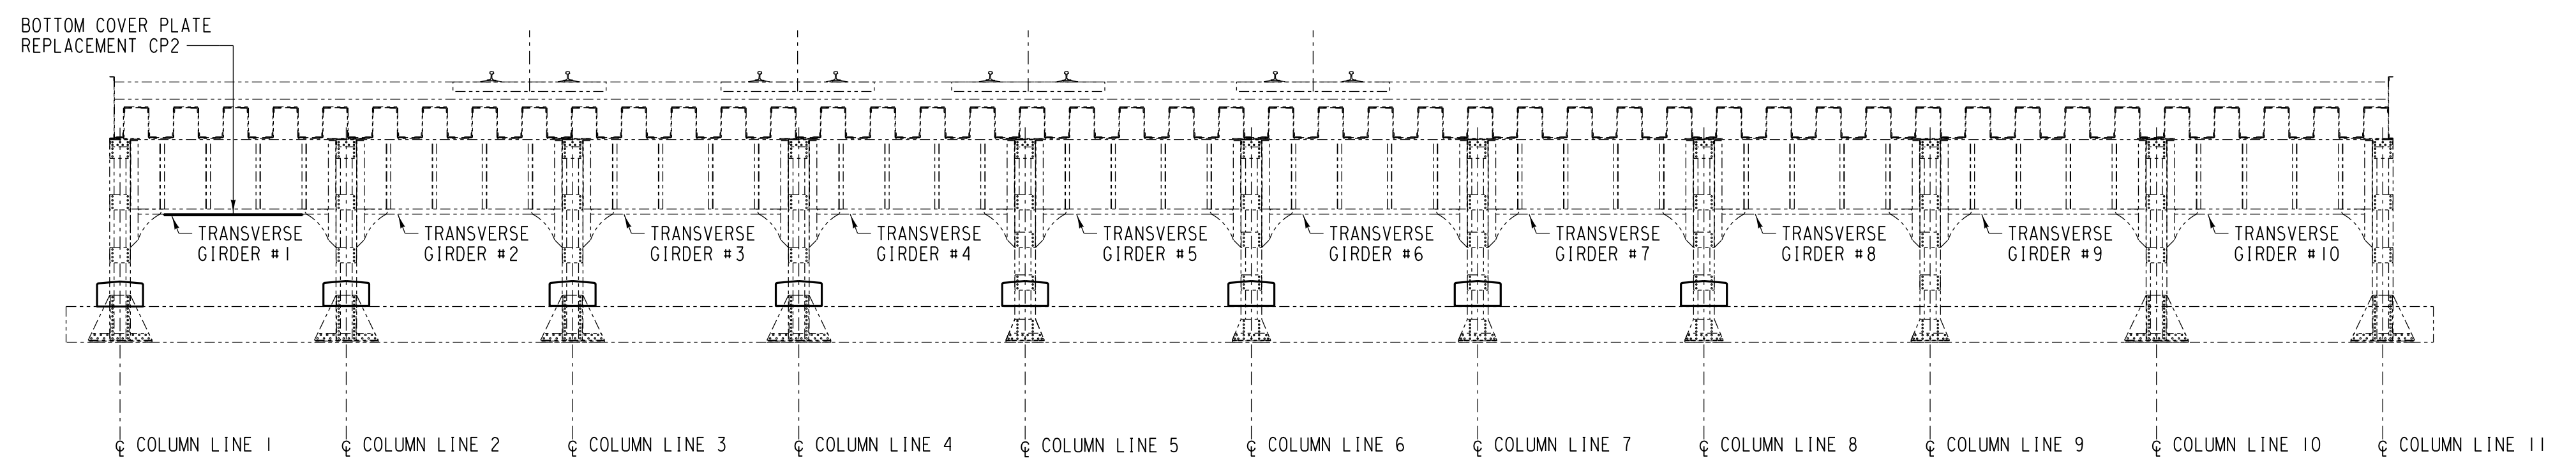 BOTTOM COVER PLATE
REPLACEMENT CP2
TRANSVERSE
GIRDER #1
TRANSVERSE
GIRDER #2
TRANSVERSE
GIRDER #3
TRANSVERSE
GIRDER #4
TRANSVERSE
GIRDER #5
TRANSVERSE
GIRDER #6
TRANSVERSE
GIRDER #7
TRANSVERSE
GIRDER #8
TRANSVERSE
GIRDER #9
TRANSVERSE
GIRDER #10
℄ COLUMN LINE 1
℄ COLUMN LINE 2
℄ COLUMN LINE 3
℄ COLUMN LINE 4
℄ COLUMN LINE 5
℄ COLUMN LINE 6
℄ COLUMN LINE 7
℄ COLUMN LINE 8
℄ COLUMN LINE 9
℄ COLUMN LINE 10
℄ COLUMN LINE 11